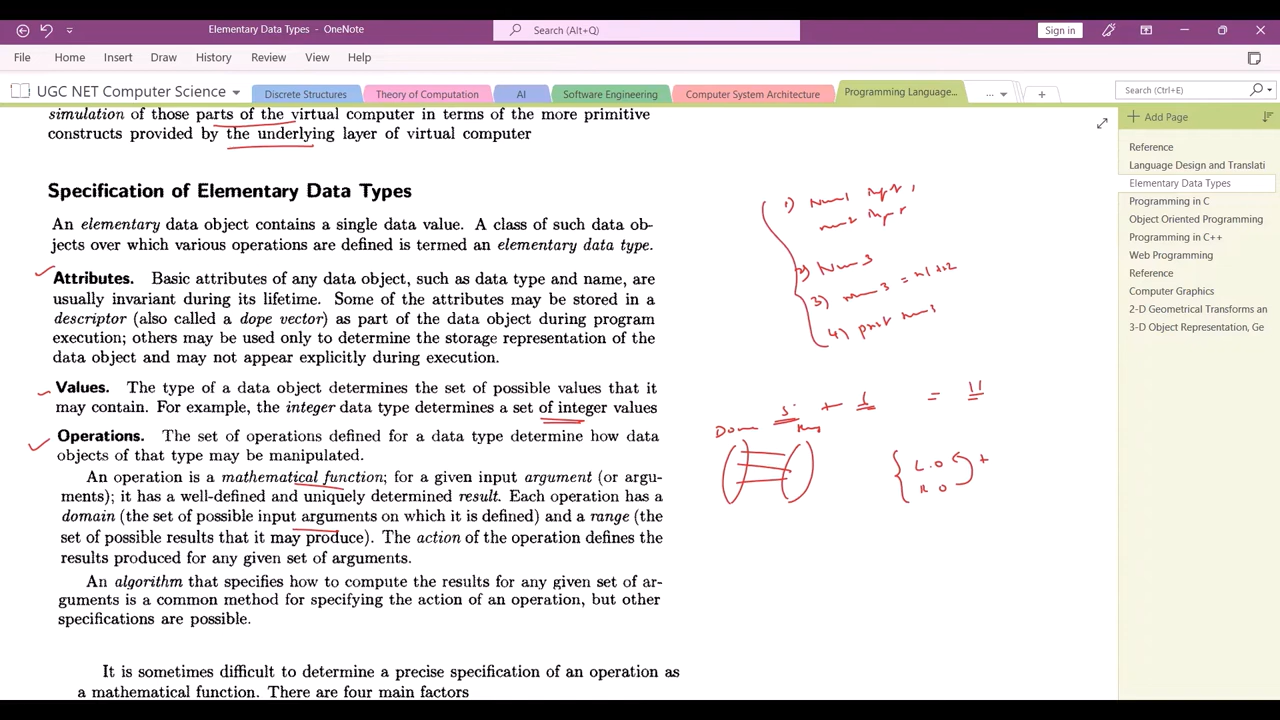 Elementary Data Types - OneNote
Search (Alt+Q)
Sign in
File Home Insert Draw History Review View Help
UGC NET Computer Science
Discrete Structures Theory of Computation AI Software Engineering Computer System Architecture Programming Language... ... +
Search (Ctrl+E)
Add Page
Reference
Language Design and Translati
Elementary Data Types
Programming in C
Object Oriented Programming
Programming in C++
Web Programming
Reference
Computer Graphics
2-D Geometrical Transforms an
3-D Object Representation, Ge
simulation of those parts of the virtual computer in terms of the more primitive
constructs provided by the underlying layer of virtual computer
Specification of Elementary Data Types
An elementary data object contains a single data value. A class of such data ob-
jects over which various operations are defined is termed an elementary data type.
Attributes. Basic attributes of any data object, such as data type and name, are
usually invariant during its lifetime. Some of the attributes may be stored in a
descriptor (also called a dope vector) as part of the data object during program
execution; others may be used only to determine the storage representation of the
data object and may not appear explicitly during execution.
Values. The type of a data object determines the set of possible values that it
may contain. For example, the integer data type determines a set of integer values
Operations. The set of operations defined for a data type determine how data
objects of that type may be manipulated.
An operation is a mathematical function; for a given input argument (or argu-
ments); it has a well-defined and uniquely determined result. Each operation has a
domain (the set of possible input arguments on which it is defined) and a range (the
set of possible results that it may produce). The action of the operation defines the
results produced for any given set of arguments.
An algorithm that specifies how to compute the results for any given set of ar-
guments is a common method for specifying the action of an operation, but other
specifications are possible.
It is sometimes difficult to determine a precise specification of an operation as
a mathematical function. There are four main factors
1) Num1
num2
2) Num3
3) num3 =
4)
5 + 6 = 11